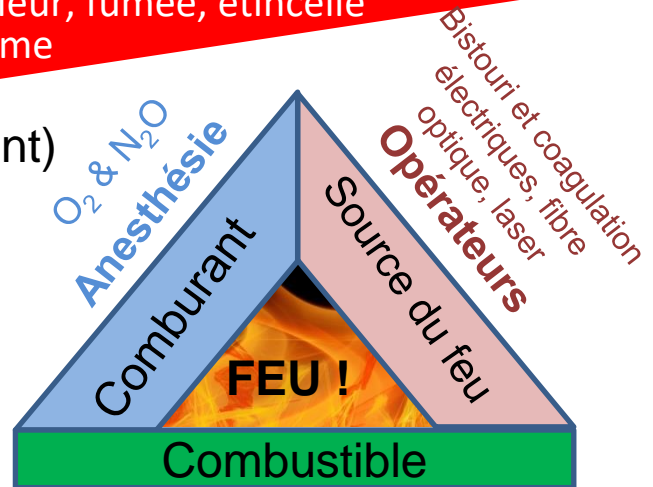 leur, fumée, étincelle
me
nt)
O₂ & N₂O
Anesthésie
Bistouri et coagulation
électriques, fibre
optique, laser
Opérateurs
Comburant
Source du feu
FEU !
Combustible